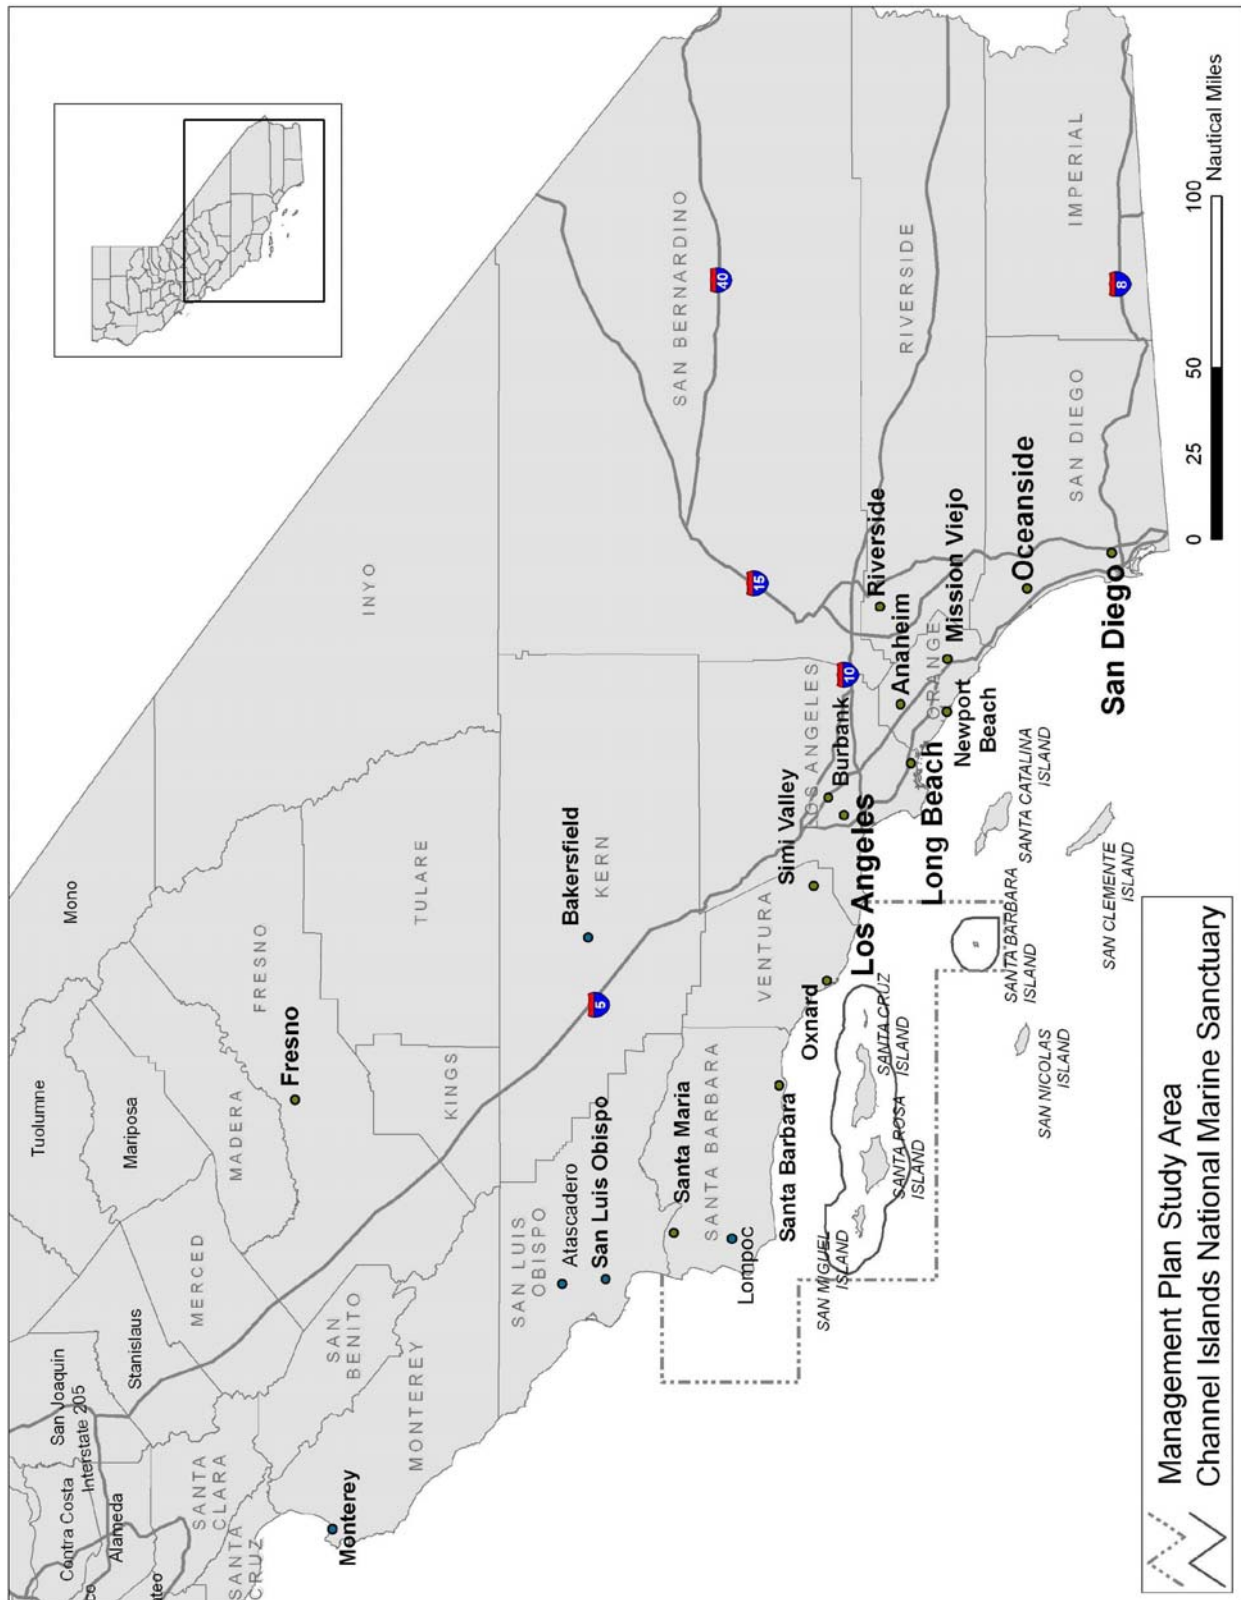 Contra Costa
San Joaquin
Interstate 205
Alameda
co
ateo
Stanislaus
Tuolumne
Mono
Mariposa
SANTA
CLARA
SANTA
CRUZ
MERCED
MADERA
FRESNO
Fresno
INYO
Monterey
SAN
BENITO
MONTEREY
KINGS
TULARE
SAN LUIS
OBISPO
Atascadero
San Luis Obispo
Bakersfield
KERN
5
15
40
SAN BERNARDINO
Santa Maria
SANTA BARBARA
Lompoc
Santa Barbara
VENTURA
Oxnard
Simi Valley
LOS ANGELES
Burbank
Los Angeles
10
Riverside
RIVERSIDE
Anaheim
ORANGE
Long Beach
Mission Viejo
Newport
Beach
Oceanside
SAN DIEGO
San Diego
IMPERIAL
8
SAN MIGUEL
ISLAND
SANTA ROSA
ISLAND
SANTA CRUZ
ISLAND
SANTA BARBARA
ISLAND
SANTA CATALINA
ISLAND
SAN NICOLAS
ISLAND
SAN CLEMENTE
ISLAND
Management Plan Study Area
Channel Islands National Marine Sanctuary
0 25 50 100
Nautical Miles